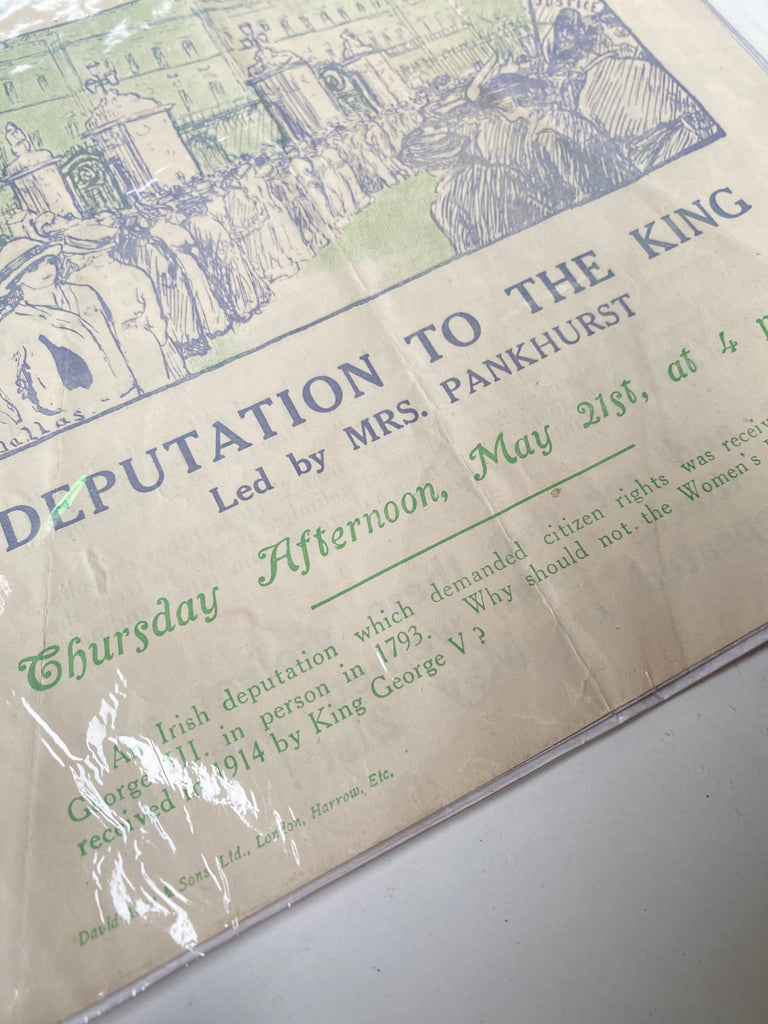 JUSTICE
DEPUTATION TO THE KING
Led by MRS. PANKHURST
Thursday Afternoon, May 21st, at 4 p
An Irish deputation which demanded citizen rights was receiv
George III. in person in 1793. Why should not the Women's
received in 1914 by King George V ?
David & Sons, Ltd., London, Harrow, Etc.